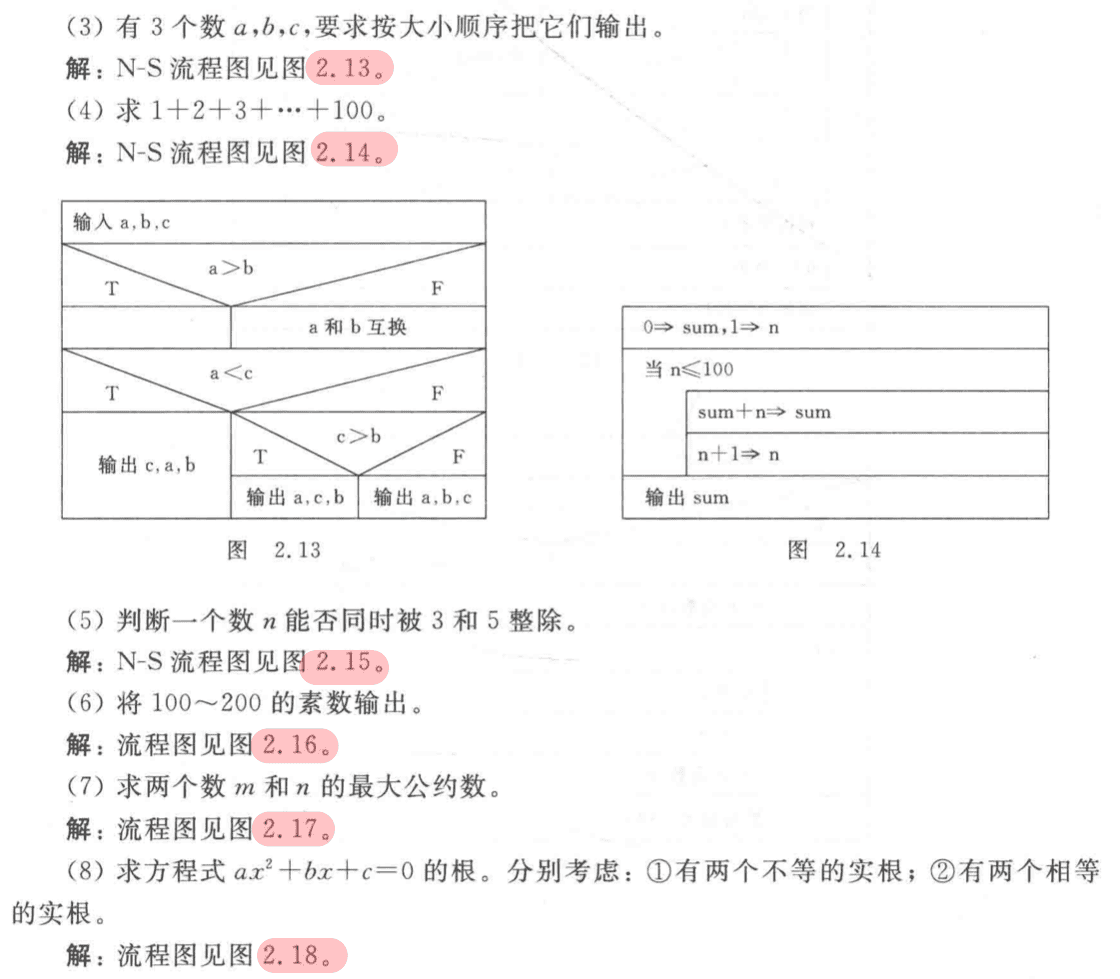 (3) 有 3 个数 a,b,c,要求按大小顺序把它们输出。
解：N-S 流程图见图 2.13。
(4) 求 1+2+3+…+100。
解：N-S 流程图见图 2.14。
输入 a,b,c
a>b
T F
a 和 b 互换
a<c
T F
c>b
输出 c,a,b T F
输出 a,c,b 输出 a,b,c
图 2.13
0⇒ sum,1⇒ n
当 n≤100
sum+n⇒ sum
n+1⇒ n
输出 sum
图 2.14
(5) 判断一个数 n 能否同时被 3 和 5 整除。
解：N-S 流程图见图 2.15。
(6) 将 100～200 的素数输出。
解：流程图见图 2.16。
(7) 求两个数 m 和 n 的最大公约数。
解：流程图见图 2.17。
(8) 求方程式 ax²+bx+c=0 的根。分别考虑：①有两个不等的实根；②有两个相等
的实根。
解：流程图见图 2.18。